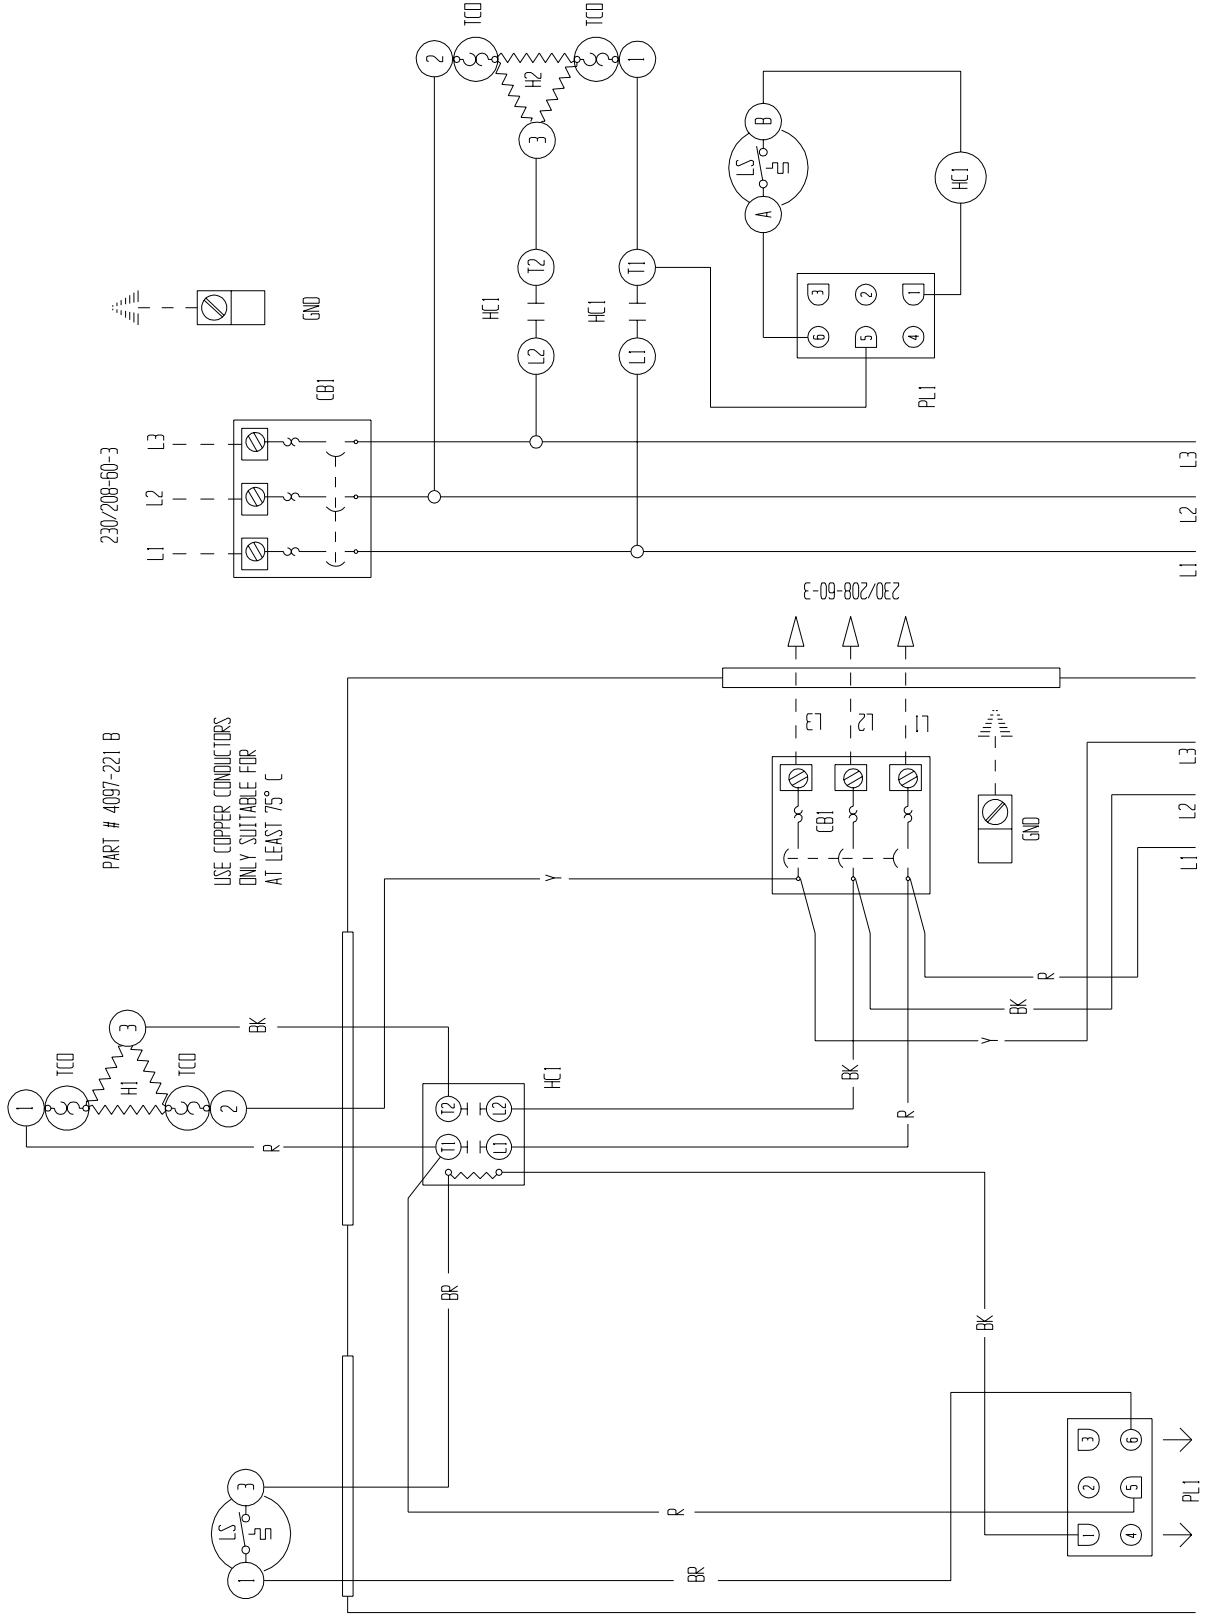 TCO
TCO
2
H2
1
3
B
LS
A
HC1
T2
T1
HC1
HC1
L2
L1
3
2
1
6
5
4
PL1
GND
CB1
230/208-60-3
L3
L2
L1
L3
L2
L1
PART # 4097-221 B
USE COPPER CONDUCTORS
ONLY SUITABLE FOR
AT LEAST 75° C
230/208-60-3
L3
L2
L1
CB1
GND
L3
L2
L1
Y
R
BK
Y
BK
R
1
TCO
H1
3
TCO
2
BK
R
T2
L2
T1
L1
HC1
BR
BK
LS
3
1
R
BR
3
6
2
5
1
4
PL1